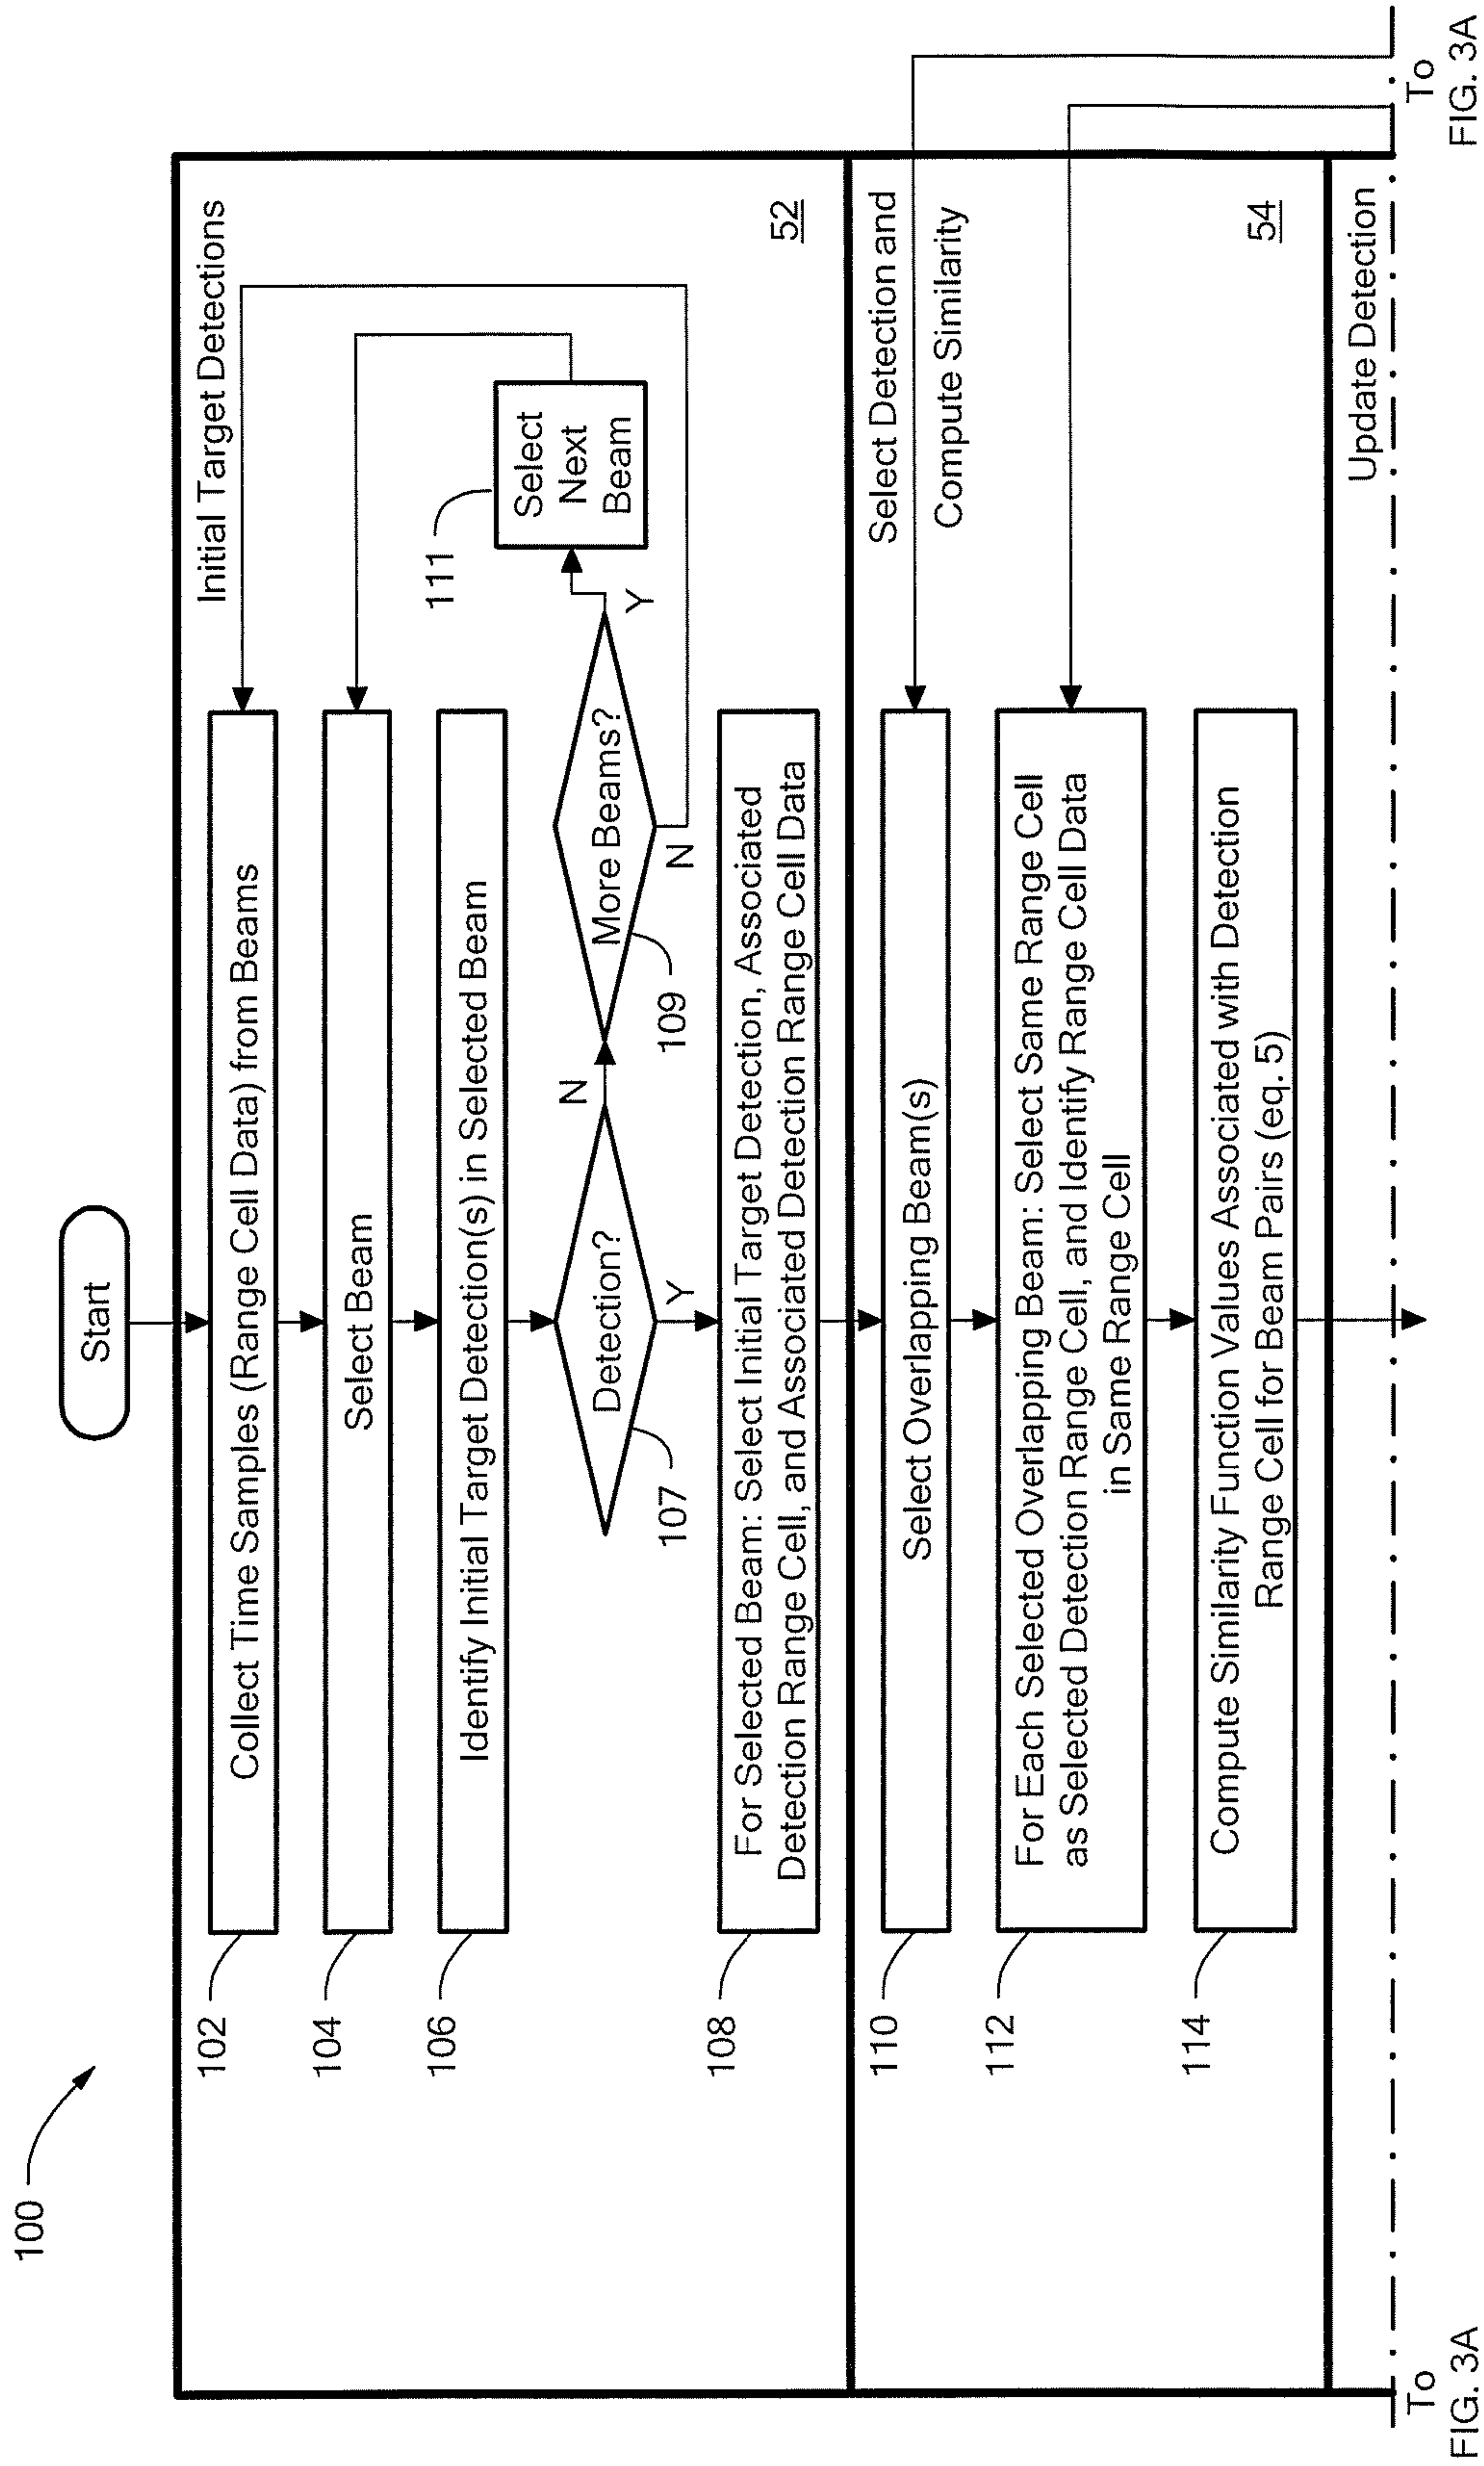 100
Start
Initial Target Detections
102
Collect Time Samples (Range Cell Data) from Beams
104
Select Beam
106
Identify Initial Target Detection(s) in Selected Beam
111
Select
Next
Beam
107
Detection?
N
Y
109
More Beams?
Y
N
108
For Selected Beam: Select Initial Target Detection, Associated
Detection Range Cell, and Associated Detection Range Cell Data
52
Select Detection and
Compute Similarity
110
Select Overlapping Beam(s)
112
For Each Selected Overlapping Beam: Select Same Range Cell
as Selected Detection Range Cell, and Identify Range Cell Data
in Same Range Cell
114
Compute Similarity Function Values Associated with Detection
Range Cell for Beam Pairs (eq. 5)
54
Update Detection
To
FIG. 3A
To
FIG. 3A